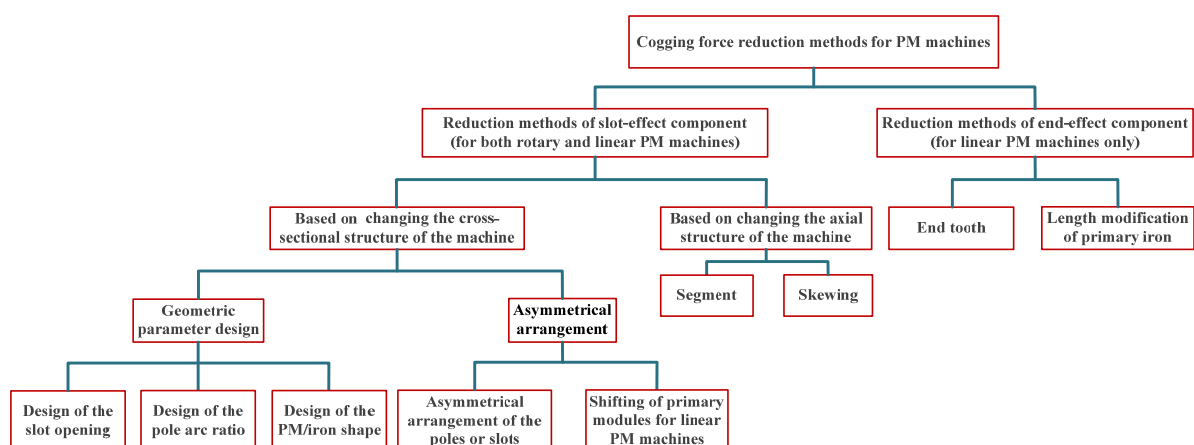 Cogging force reduction methods for PM machines
Reduction methods of slot-effect component
(for both rotary and linear PM machines)
Reduction methods of end-effect component
(for linear PM machines only)
Based on changing the cross-
sectional structure of the machine
Based on changing the axial
structure of the machine
End tooth
Length modification
of primary iron
Segment
Skewing
Geometric
parameter design
Asymmetrical
arrangement
Design of the
slot opening
Design of the
pole arc ratio
Design of the
PM/iron shape
Asymmetrical
arrangement of the
poles or slots
Shifting of primary
modules for linear
PM machines